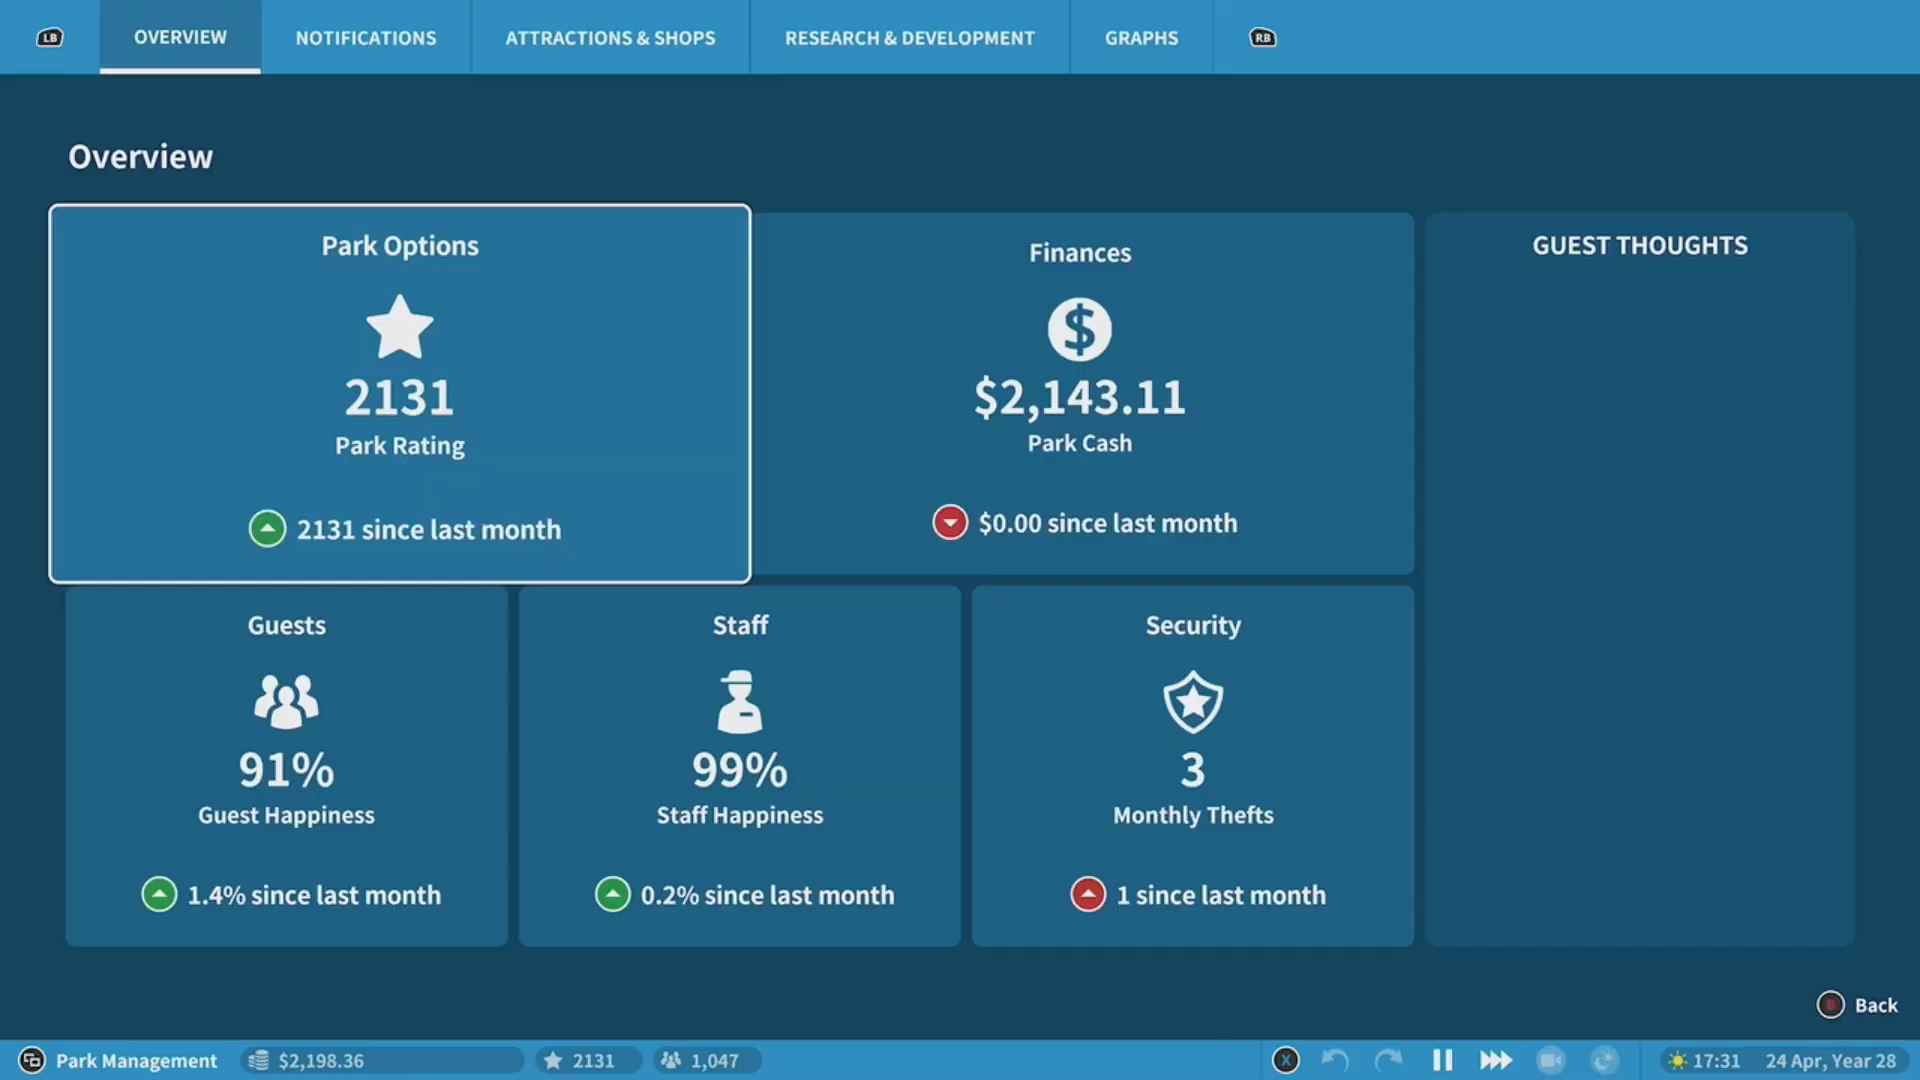 LB
OVERVIEW
NOTIFICATIONS
ATTRACTIONS & SHOPS
RESEARCH & DEVELOPMENT
GRAPHS
RB
Overview
Park Options
2131
Park Rating
2131 since last month
Finances
$
$2,143.11
Park Cash
$0.00 since last month
GUEST THOUGHTS
Guests
91%
Guest Happiness
1.4% since last month
Staff
99%
Staff Happiness
0.2% since last month
Security
3
Monthly Thefts
1 since last month
B Back
Park Management
$2,198.36
2131
1,047
X
17:31
24 Apr, Year 28